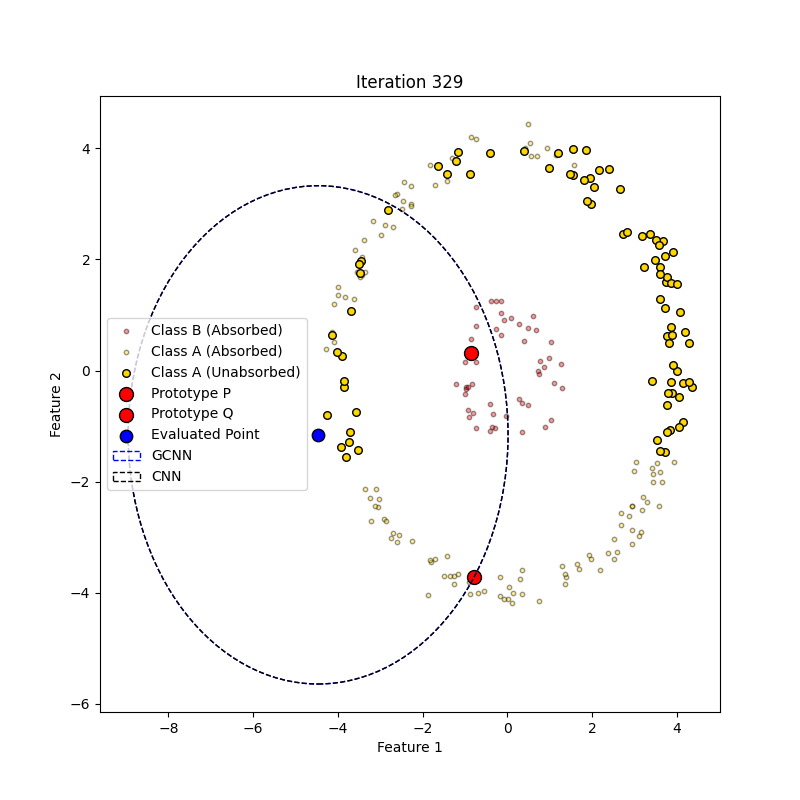 Iteration 329
4
2
0
−2
−4
−6
Feature 2
Class B (Absorbed)
Class A (Absorbed)
Class A (Unabsorbed)
Prototype P
Prototype Q
Evaluated Point
GCNN
CNN
−8
−6
−4
−2
0
2
4
Feature 1